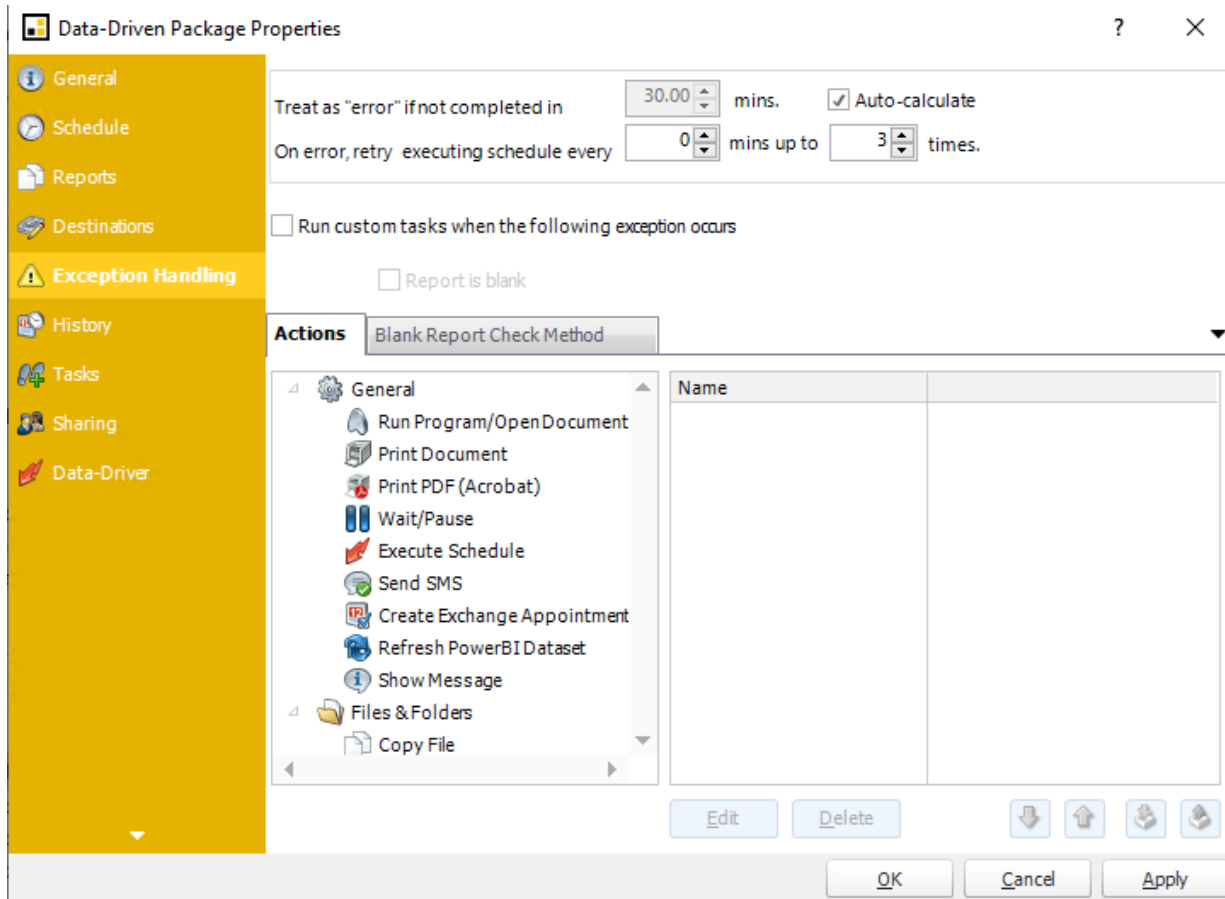 Data-Driven Package Properties ?
General
Schedule
Reports
Destinations
Exception Handling
History
Tasks
Sharing
Data-Driver
Treat as "error" if not completed in 30.00 mins. Auto-calculate
On error, retry executing schedule every 0 mins up to 3 times.
Run custom tasks when the following exception occurs
Report is blank
Actions Blank Report Check Method
General
Run Program/Open Document
Print Document
Print PDF (Acrobat)
Wait/Pause
Execute Schedule
Send SMS
Create Exchange Appointment
Refresh PowerBI Dataset
Show Message
Files & Folders
Copy File
Name
Edit Delete
OK Cancel Apply